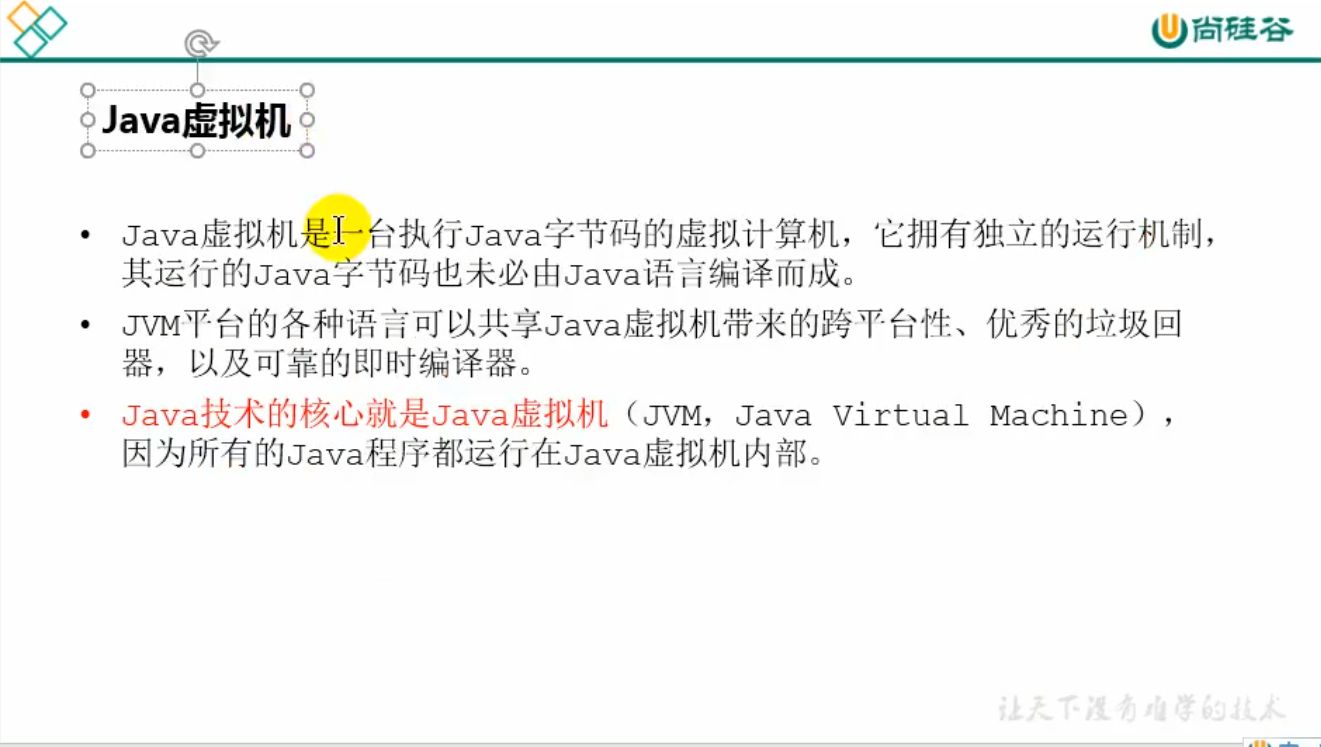 尚硅谷
Java虚拟机
• Java虚拟机是一台执行Java字节码的虚拟计算机，它拥有独立的运行机制，
其运行的Java字节码也未必由Java语言编译而成。
• JVM平台的各种语言可以共享Java虚拟机带来的跨平台性、优秀的垃圾回
器，以及可靠的即时编译器。
• Java技术的核心就是Java虚拟机（JVM，Java Virtual Machine），
因为所有的Java程序都运行在Java虚拟机内部。
让天下没有难学的技术